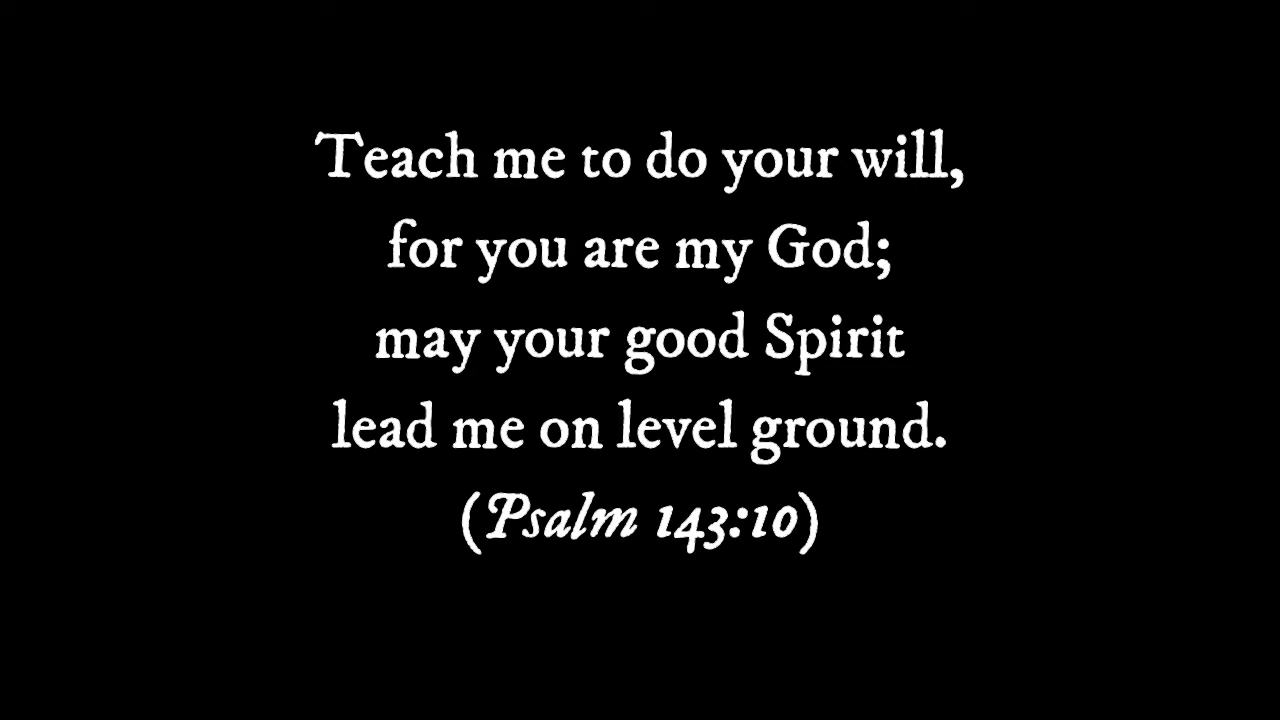 Teach me to do your will,
for you are my God;
may your good Spirit
lead me on level ground.
(Psalm 143:10)